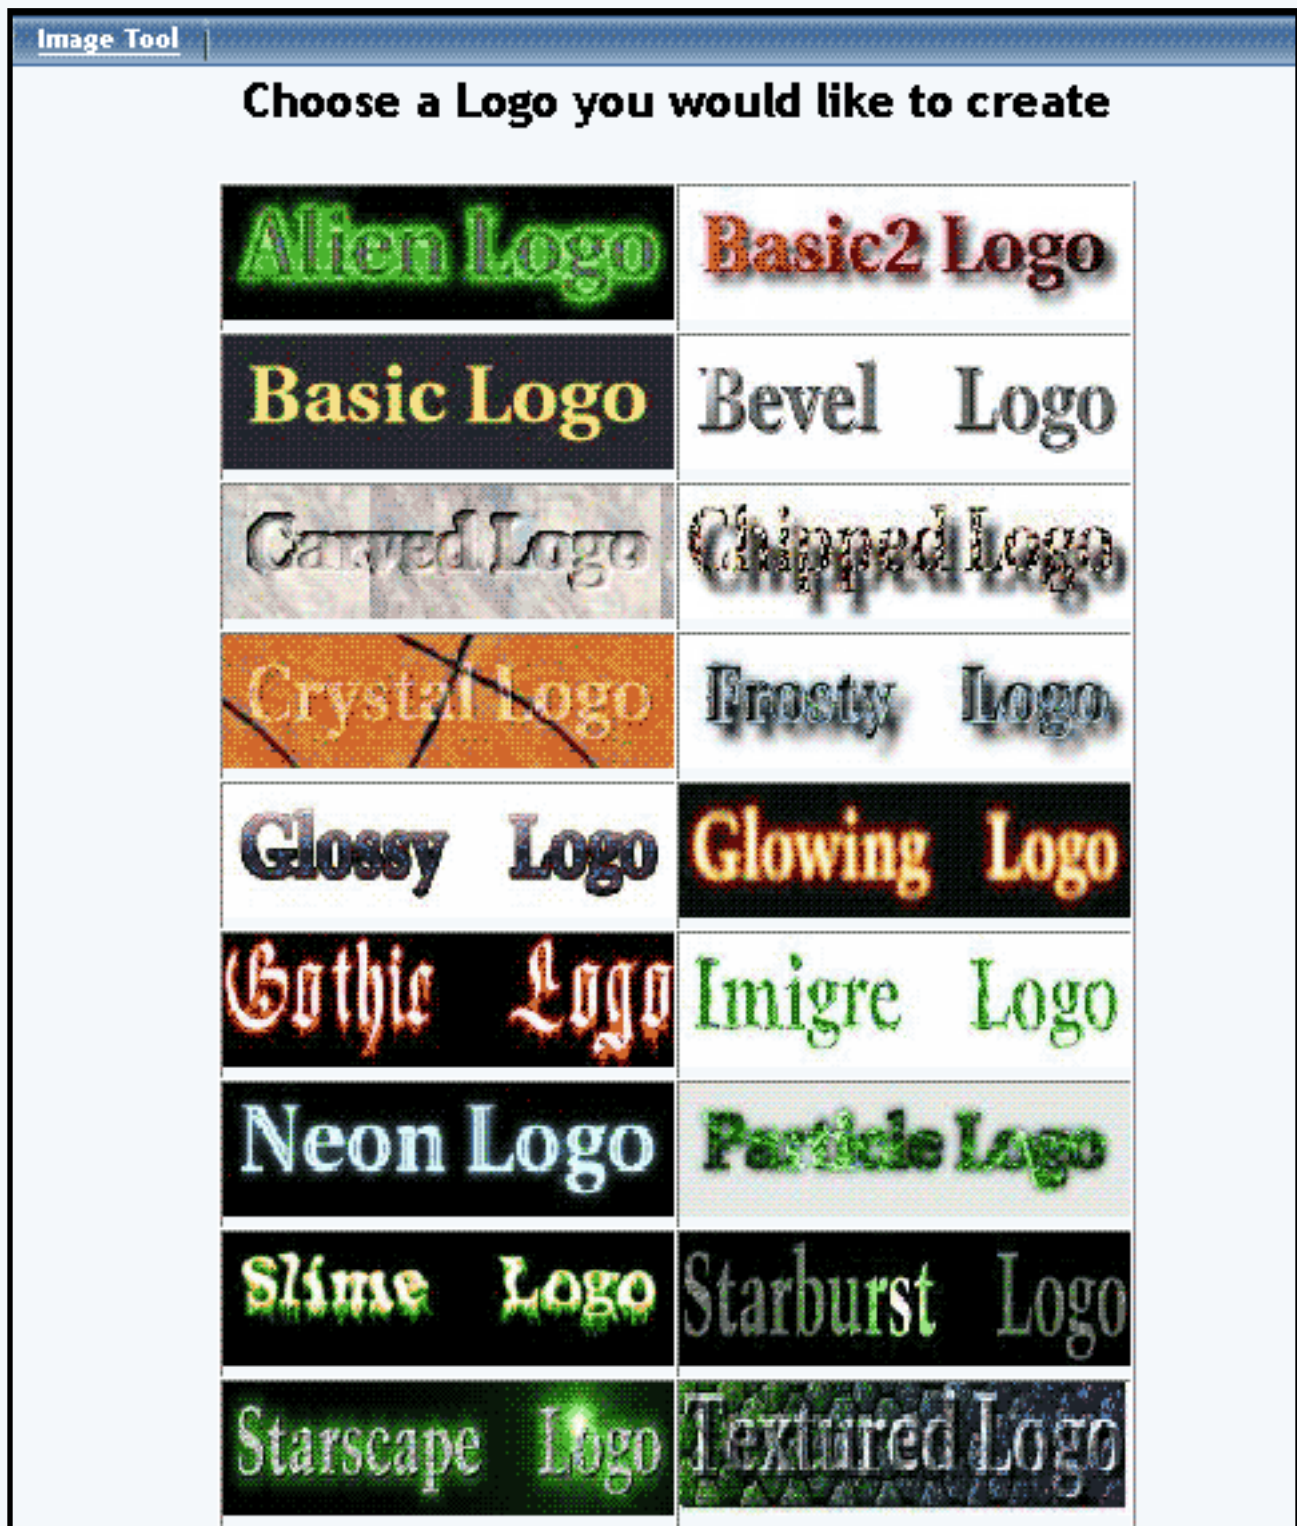 Image Tool
Choose a Logo you would like to create
Alien Logo
Basic2 Logo
Basic Logo
Bevel Logo
Carved Logo
Chipped Logo
Crystal Logo
Frosty Logo
Glossy Logo
Glowing Logo
Gothic Logo
Imigre Logo
Neon Logo
Particle Logo
Slime Logo
Starburst Logo
Starscape Logo
Textured Logo